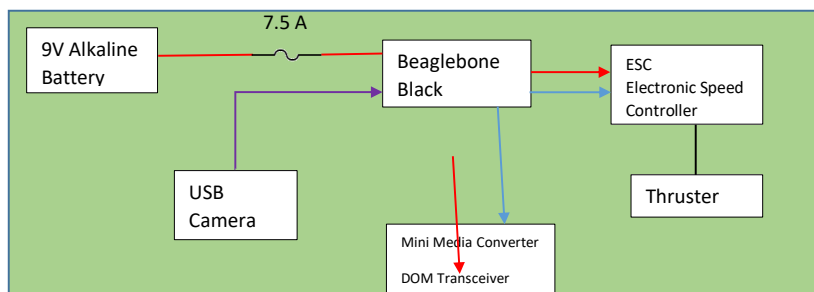 7.5 A
9V Alkaline
Battery
Beaglebone
Black
ESC
Electronic Speed
Controller
USB
Camera
Thruster
Mini Media Converter
DOM Transceiver